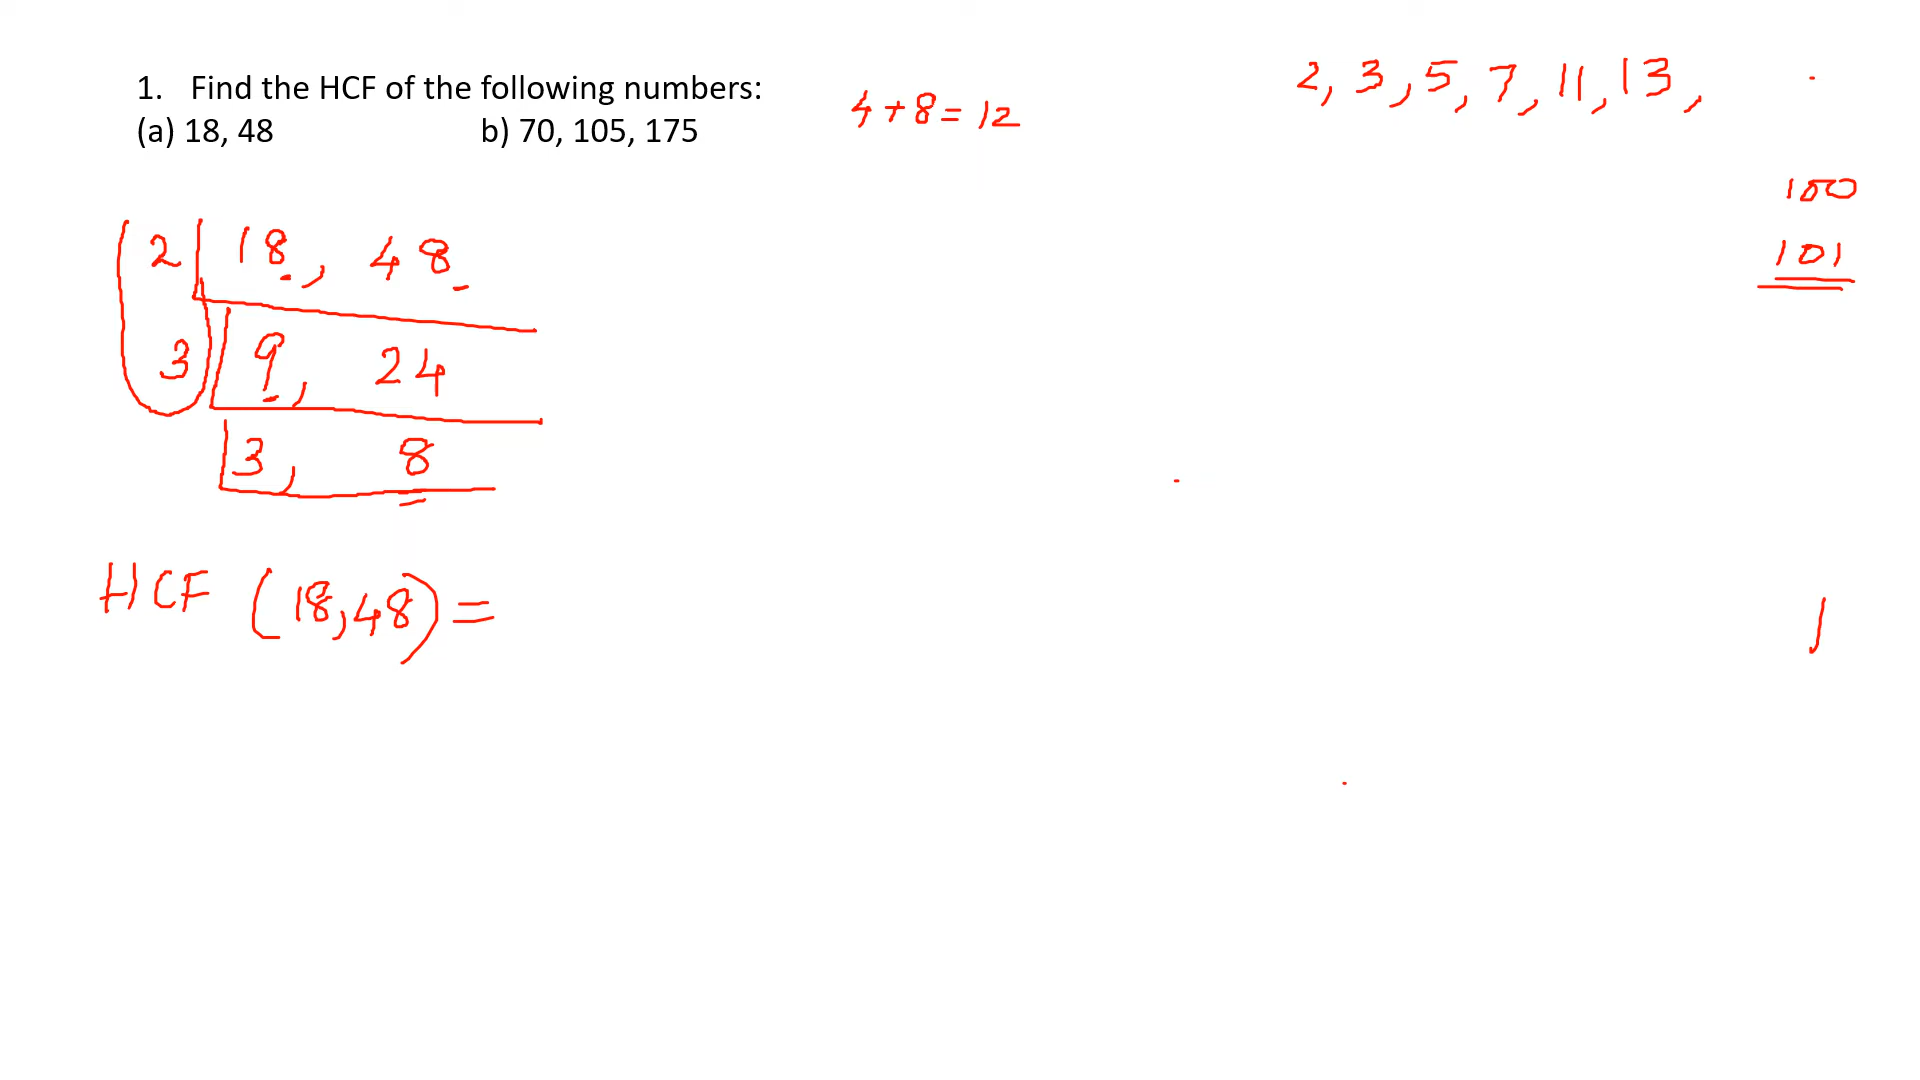 1. Find the HCF of the following numbers:
(a) 18, 48 b) 70, 105, 175
4 + 8 = 12
2, 3, 5, 7, 11, 13,
100
101
2 18, 48
3 9, 24
3, 8
HCF (18,48) =